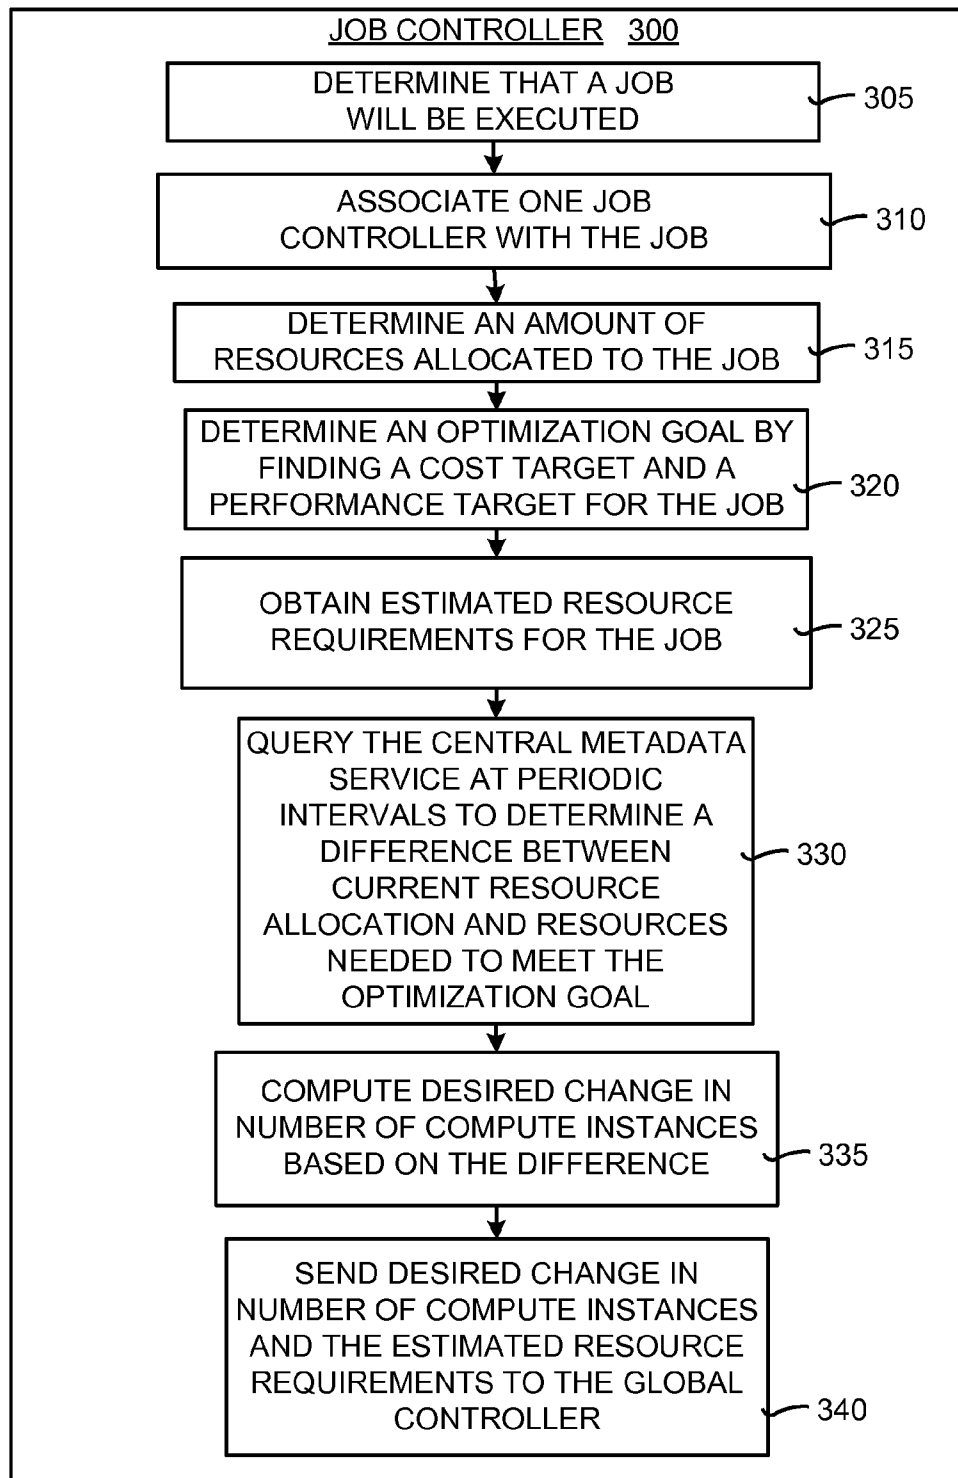 JOB CONTROLLER 300
DETERMINE THAT A JOB
WILL BE EXECUTED
305
ASSOCIATE ONE JOB
CONTROLLER WITH THE JOB
310
DETERMINE AN AMOUNT OF
RESOURCES ALLOCATED TO THE JOB
315
DETERMINE AN OPTIMIZATION GOAL BY
FINDING A COST TARGET AND A
PERFORMANCE TARGET FOR THE JOB
320
OBTAIN ESTIMATED RESOURCE
REQUIREMENTS FOR THE JOB
325
QUERY THE CENTRAL METADATA
SERVICE AT PERIODIC
INTERVALS TO DETERMINE A
DIFFERENCE BETWEEN
CURRENT RESOURCE
ALLOCATION AND RESOURCES
NEEDED TO MEET THE
OPTIMIZATION GOAL
330
COMPUTE DESIRED CHANGE IN
NUMBER OF COMPUTE INSTANCES
BASED ON THE DIFFERENCE
335
SEND DESIRED CHANGE IN
NUMBER OF COMPUTE INSTANCES
AND THE ESTIMATED RESOURCE
REQUIREMENTS TO THE GLOBAL
CONTROLLER
340